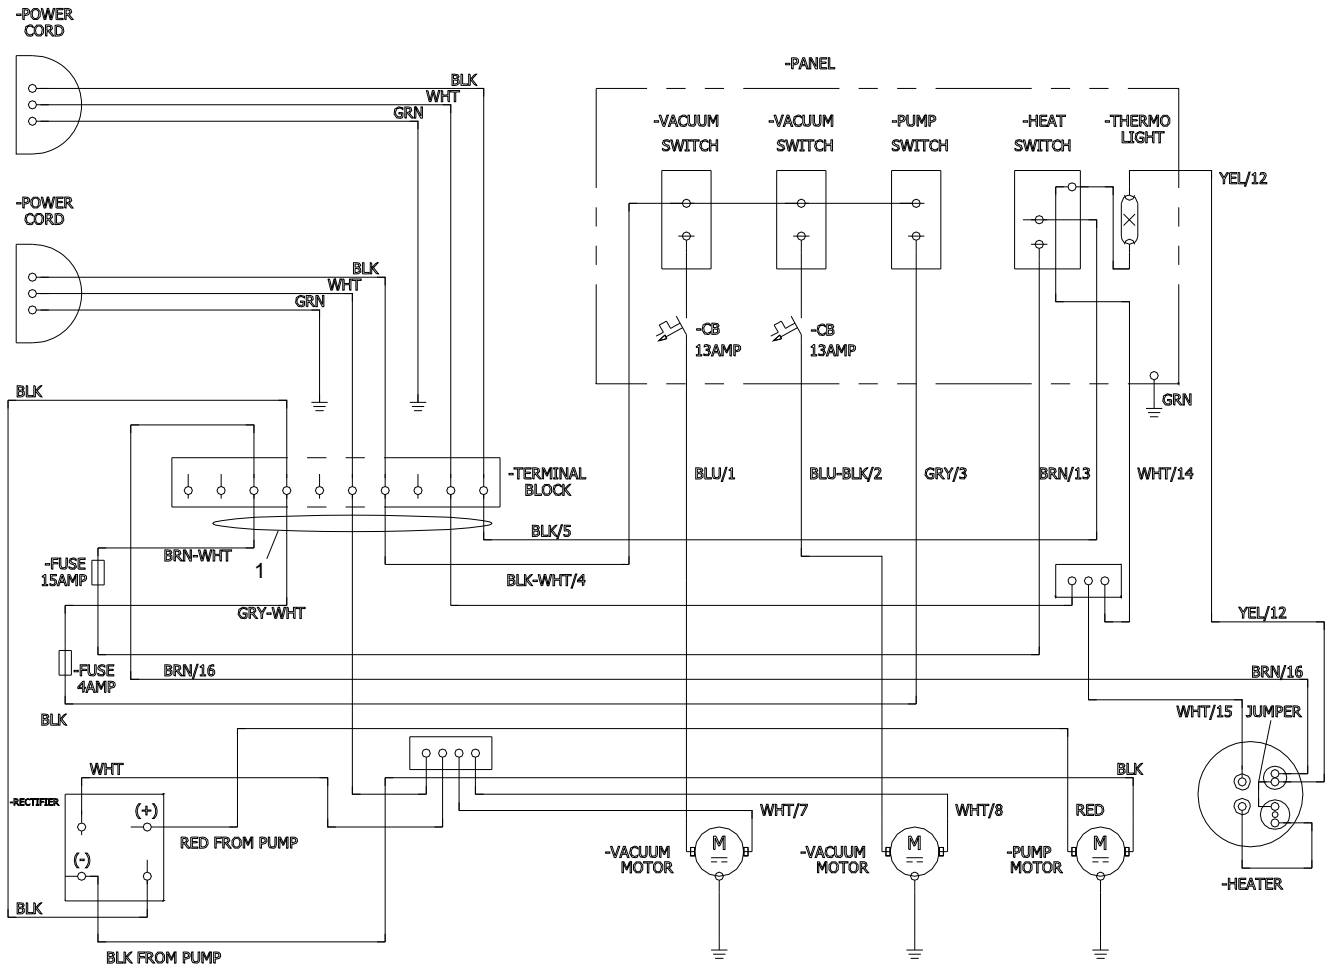 -POWER
CORD
BLK
WHT
GRN
-POWER
CORD
BLK
WHT
GRN
-PANEL
-VACUUM
SWITCH
-VACUUM
SWITCH
-PUMP
SWITCH
-HEAT
SWITCH
-THERMO
LIGHT
YEL/12
-CB
13AMP
-CB
13AMP
GRN
BLK
-TERMINAL
BLOCK
BLU/1
BLU-BLK/2
GRY/3
BRN/13
WHT/14
BLK/5
BRN-WHT
1
-FUSE
15AMP
BLK-WHT/4
GRY-WHT
YEL/12
-FUSE
4AMP
BRN/16
BRN/16
BLK
WHT/15
JUMPER
WHT
BLK
-RECTIFIER
(+)
(-)
RED FROM PUMP
WHT/7
WHT/8
RED
-VACUUM
MOTOR
M
-VACUUM
MOTOR
M
-PUMP
MOTOR
M
-HEATER
BLK
BLK FROM PUMP